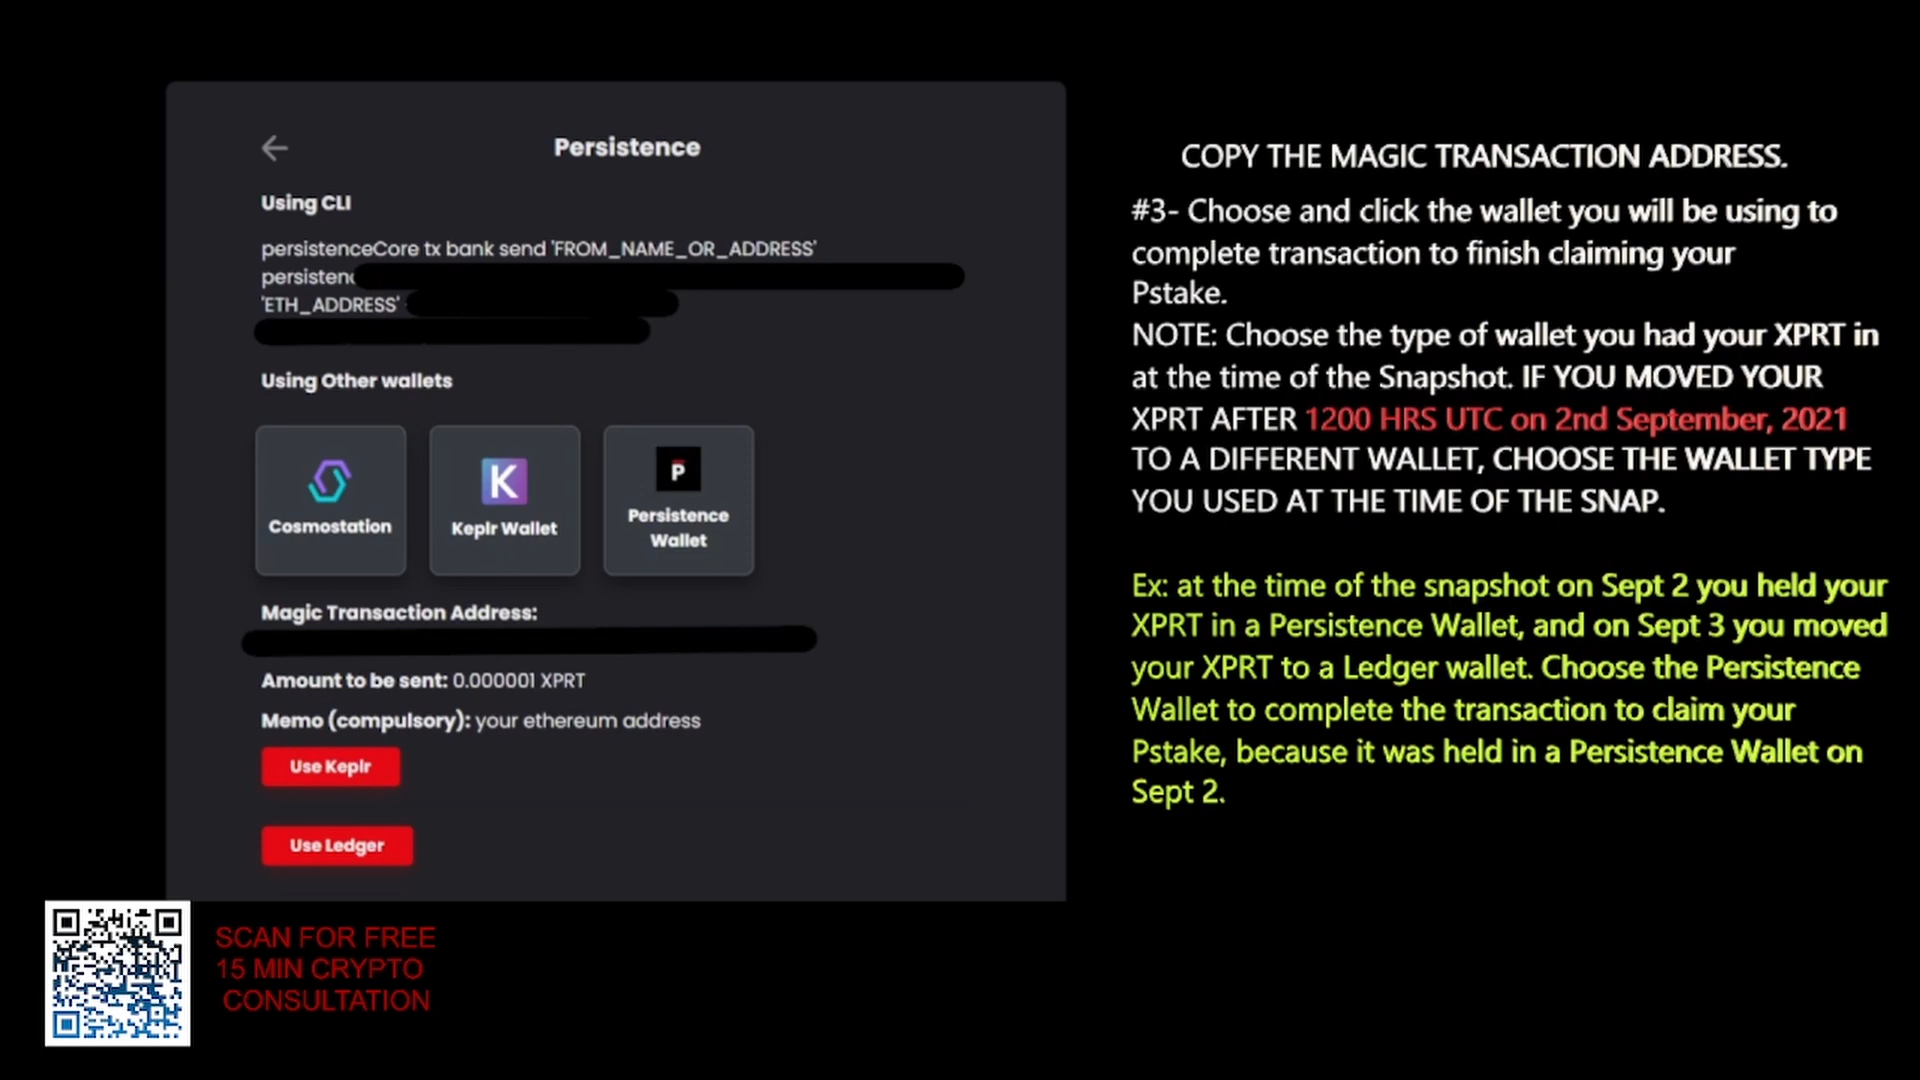 Persistence
Using CLI
persistenceCore tx bank send 'FROM_NAME_OR_ADDRESS'
persistenc
'ETH_ADDRESS'
Using Other wallets
Cosmostation
Keplr Wallet
Persistence
Wallet
Magic Transaction Address:
Amount to be sent: 0.000001 XPRT
Memo (compulsory): your ethereum address
Use Keplr
Use Ledger
COPY THE MAGIC TRANSACTION ADDRESS.
#3- Choose and click the wallet you will be using to
complete transaction to finish claiming your
Pstake.
NOTE: Choose the type of wallet you had your XPRT in
at the time of the Snapshot. IF YOU MOVED YOUR
XPRT AFTER 1200 HRS UTC on 2nd September, 2021
TO A DIFFERENT WALLET, CHOOSE THE WALLET TYPE
YOU USED AT THE TIME OF THE SNAP.
Ex: at the time of the snapshot on Sept 2 you held your
XPRT in a Persistence Wallet, and on Sept 3 you moved
your XPRT to a Ledger wallet. Choose the Persistence
Wallet to complete the transaction to claim your
Pstake, because it was held in a Persistence Wallet on
Sept 2.
SCAN FOR FREE
15 MIN CRYPTO
CONSULTATION